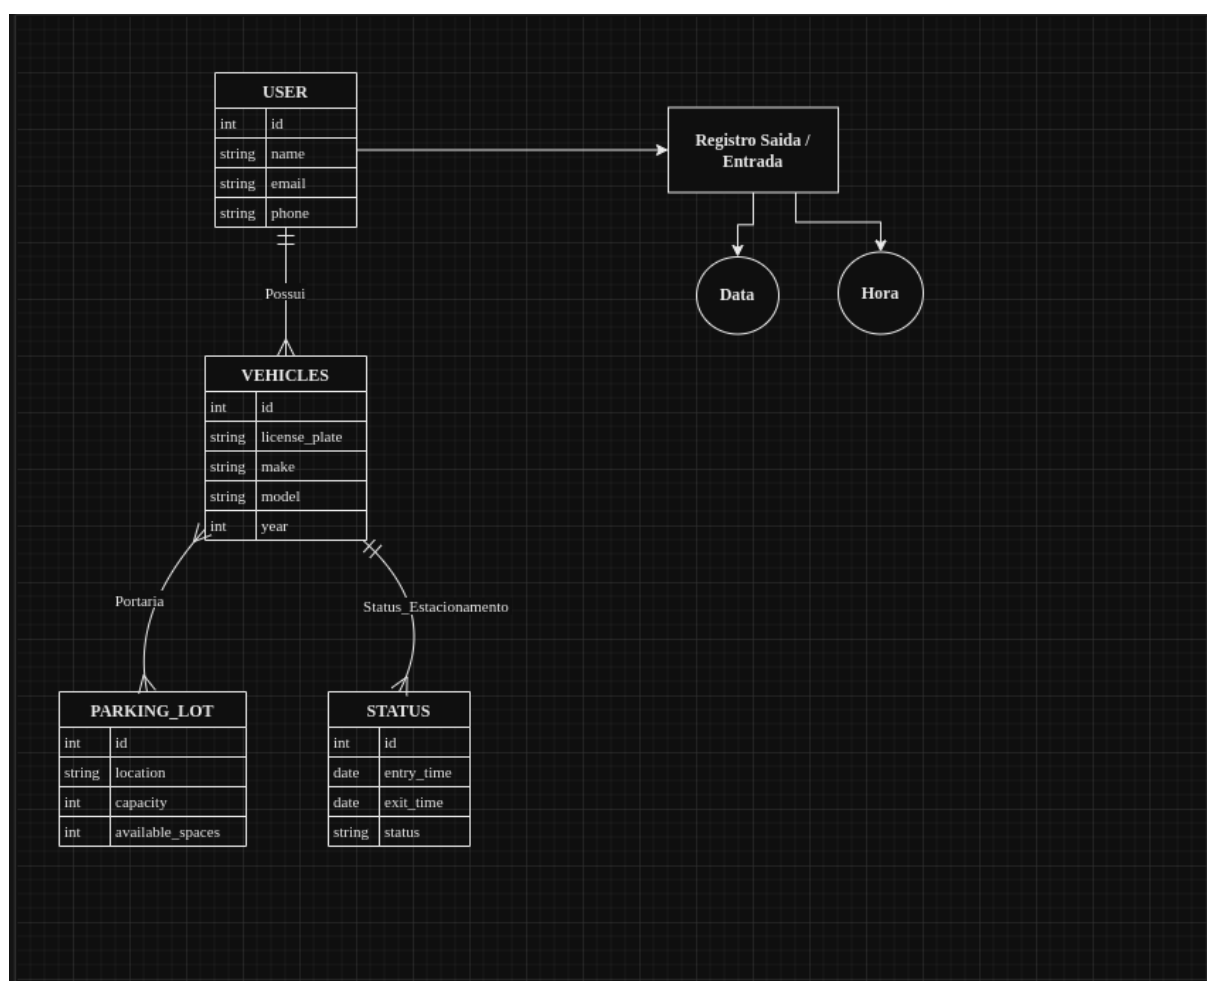 USER
int id
string name
string email
string phone
Registro Saida /
Entrada
Data
Hora
Possui
VEHICLES
int id
string license_plate
string make
string model
int year
Portaria
Status_Estacionamento
PARKING_LOT
int id
string location
int capacity
int available_spaces
STATUS
int id
date entry_time
date exit_time
string status